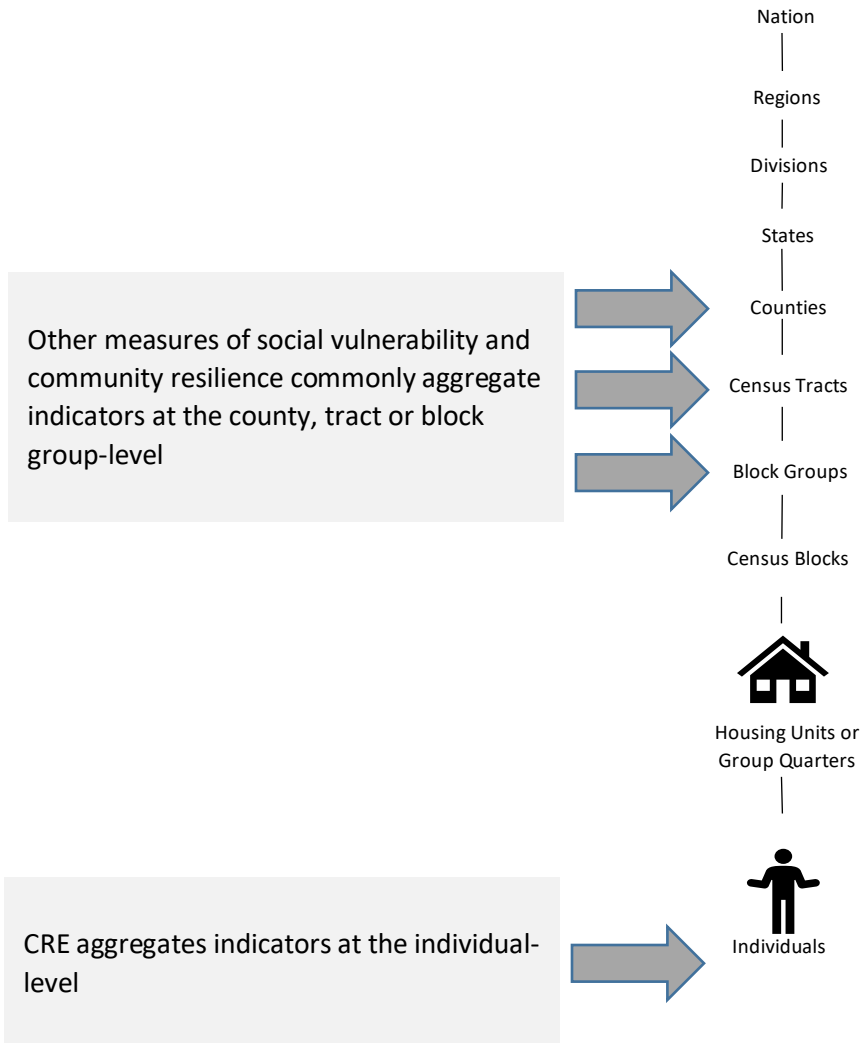 Nation
Regions
Divisions
States
Counties
Other measures of social vulnerability and
community resilience commonly aggregate
indicators at the county, tract or block
group-level
Census Tracts
Block Groups
Census Blocks
Housing Units or
Group Quarters
CRE aggregates indicators at the individual-
level
Individuals